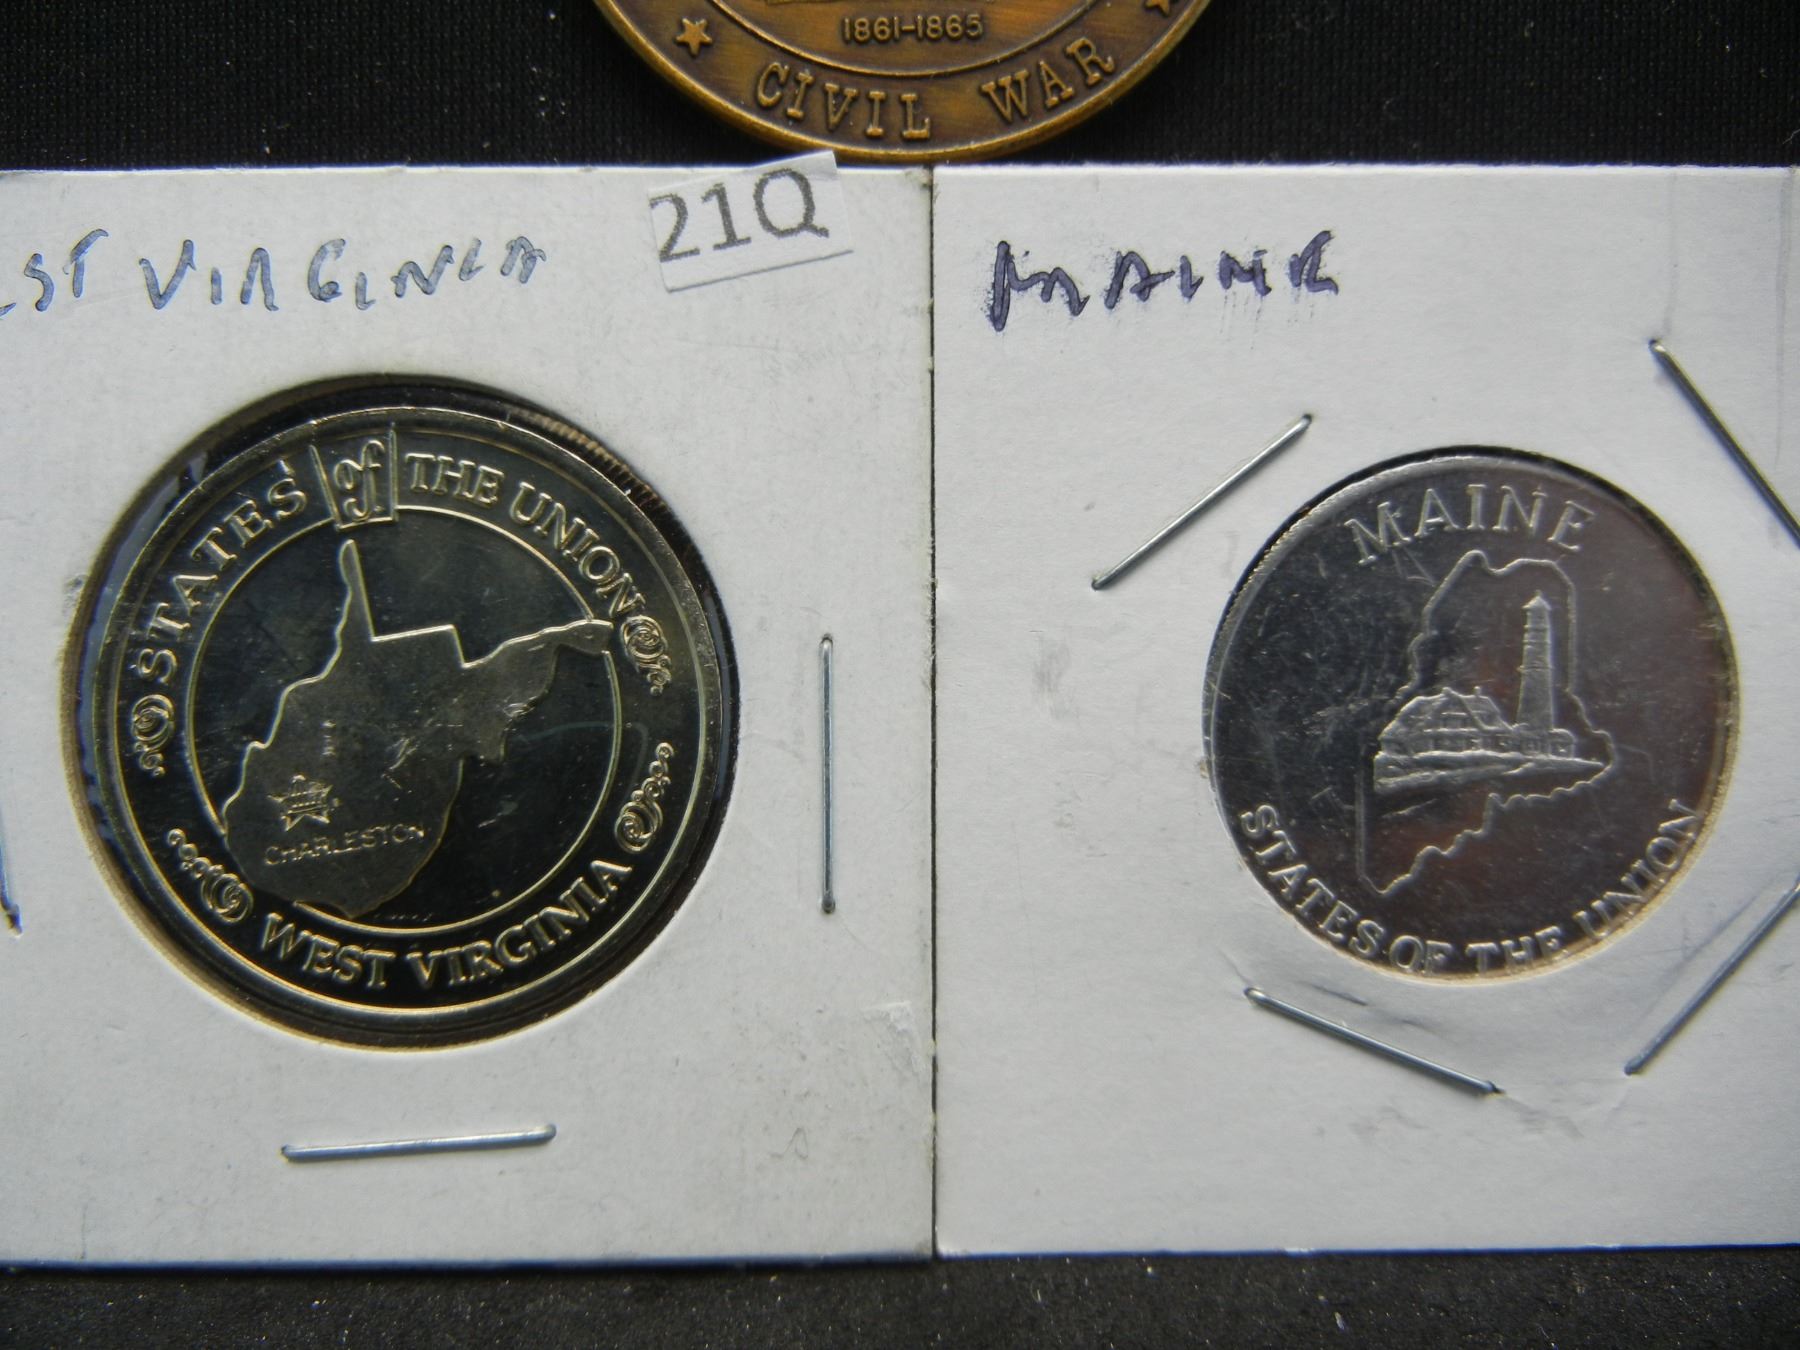 1861-1865
CIVIL WAR
21Q
EST VIRGINIA
MAINE
STATES of THE UNION
CHARLESTON
WEST VIRGINIA
MAINE
STATES OF THE UNION